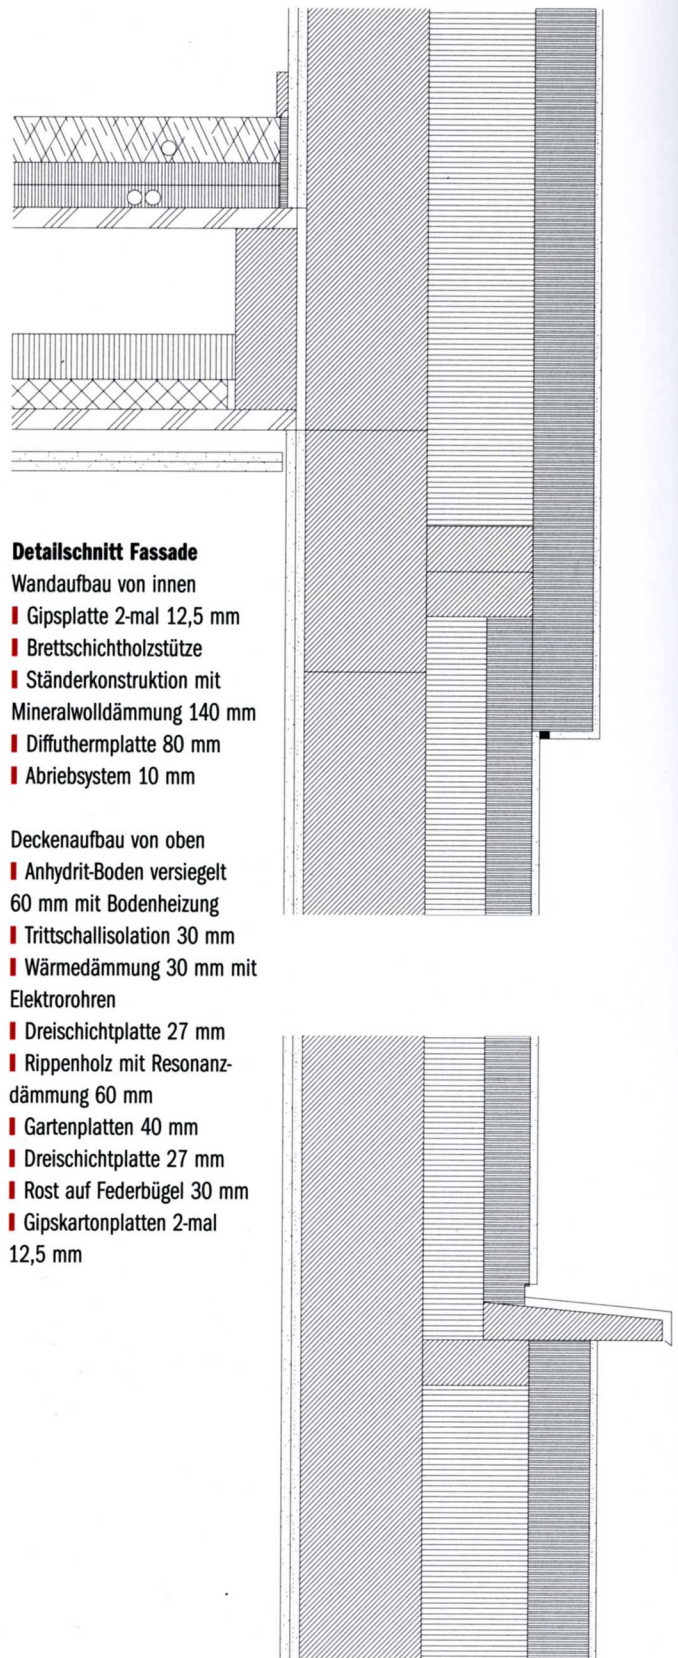 Detailschnitt Fassade
Wandaufbau von innen
Gipsplatte 2-mal 12,5 mm
Brettschichtholzstütze
Ständerkonstruktion mit
Mineralwolldämmung 140 mm
Diffuthermplatte 80 mm
Abriebsystem 10 mm
Deckenaufbau von oben
Anhydrit-Boden versiegelt
60 mm mit Bodenheizung
Trittschallisolation 30 mm
Wärmedämmung 30 mm mit
Elektrorohren
Dreischichtplatte 27 mm
Rippenholz mit Resonanz-
dämmung 60 mm
Gartenplatten 40 mm
Dreischichtplatte 27 mm
Rost auf Federbügel 30 mm
Gipskartonplatten 2-mal
12,5 mm